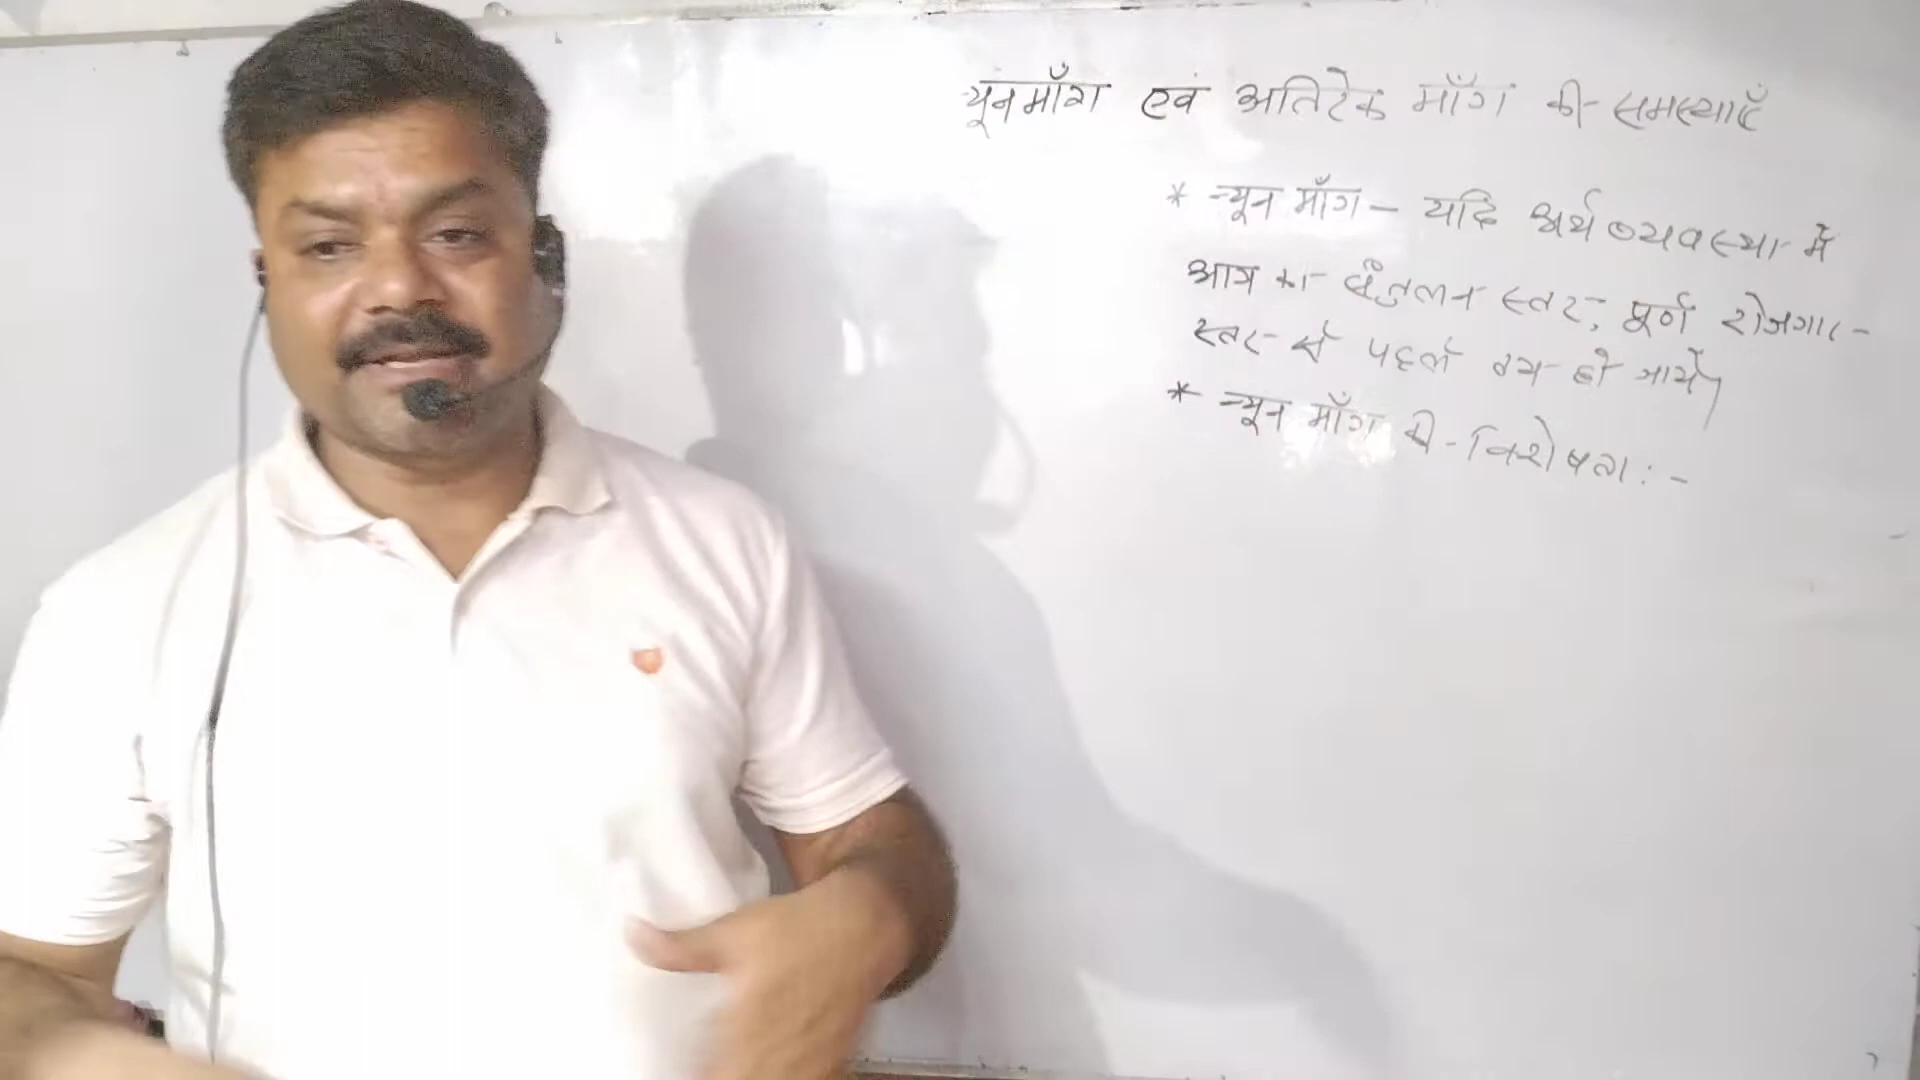 न्यूनमाँग एवं अतिरेक माँग की समस्याएँ
* न्यून माँग - यदि अर्थव्यवस्था में
आय का संतुलन स्तर, पूर्ण रोजगार
स्तर से पहले तय हो जाये।
* न्यून माँग की विशेषता : -